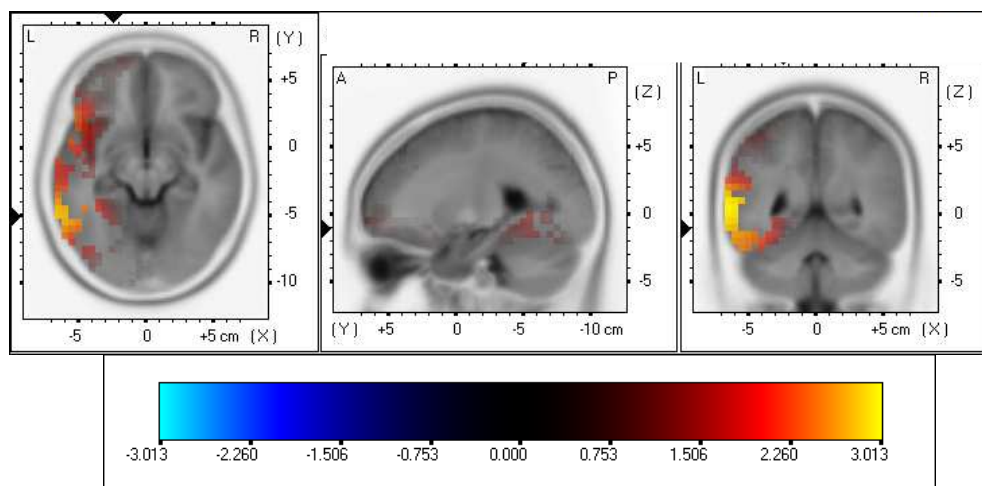 L R (Y)
+5
0
-5
-10
-5 0 +5 cm (X)
A P (Z)
+5
0
-5
(Y) +5 0 -5 -10 cm
L R (Z)
+5
0
-5
-5 0 +5 cm (X)
-3.013 -2.260 -1.506 -0.753 0.000 0.753 1.506 2.260 3.013